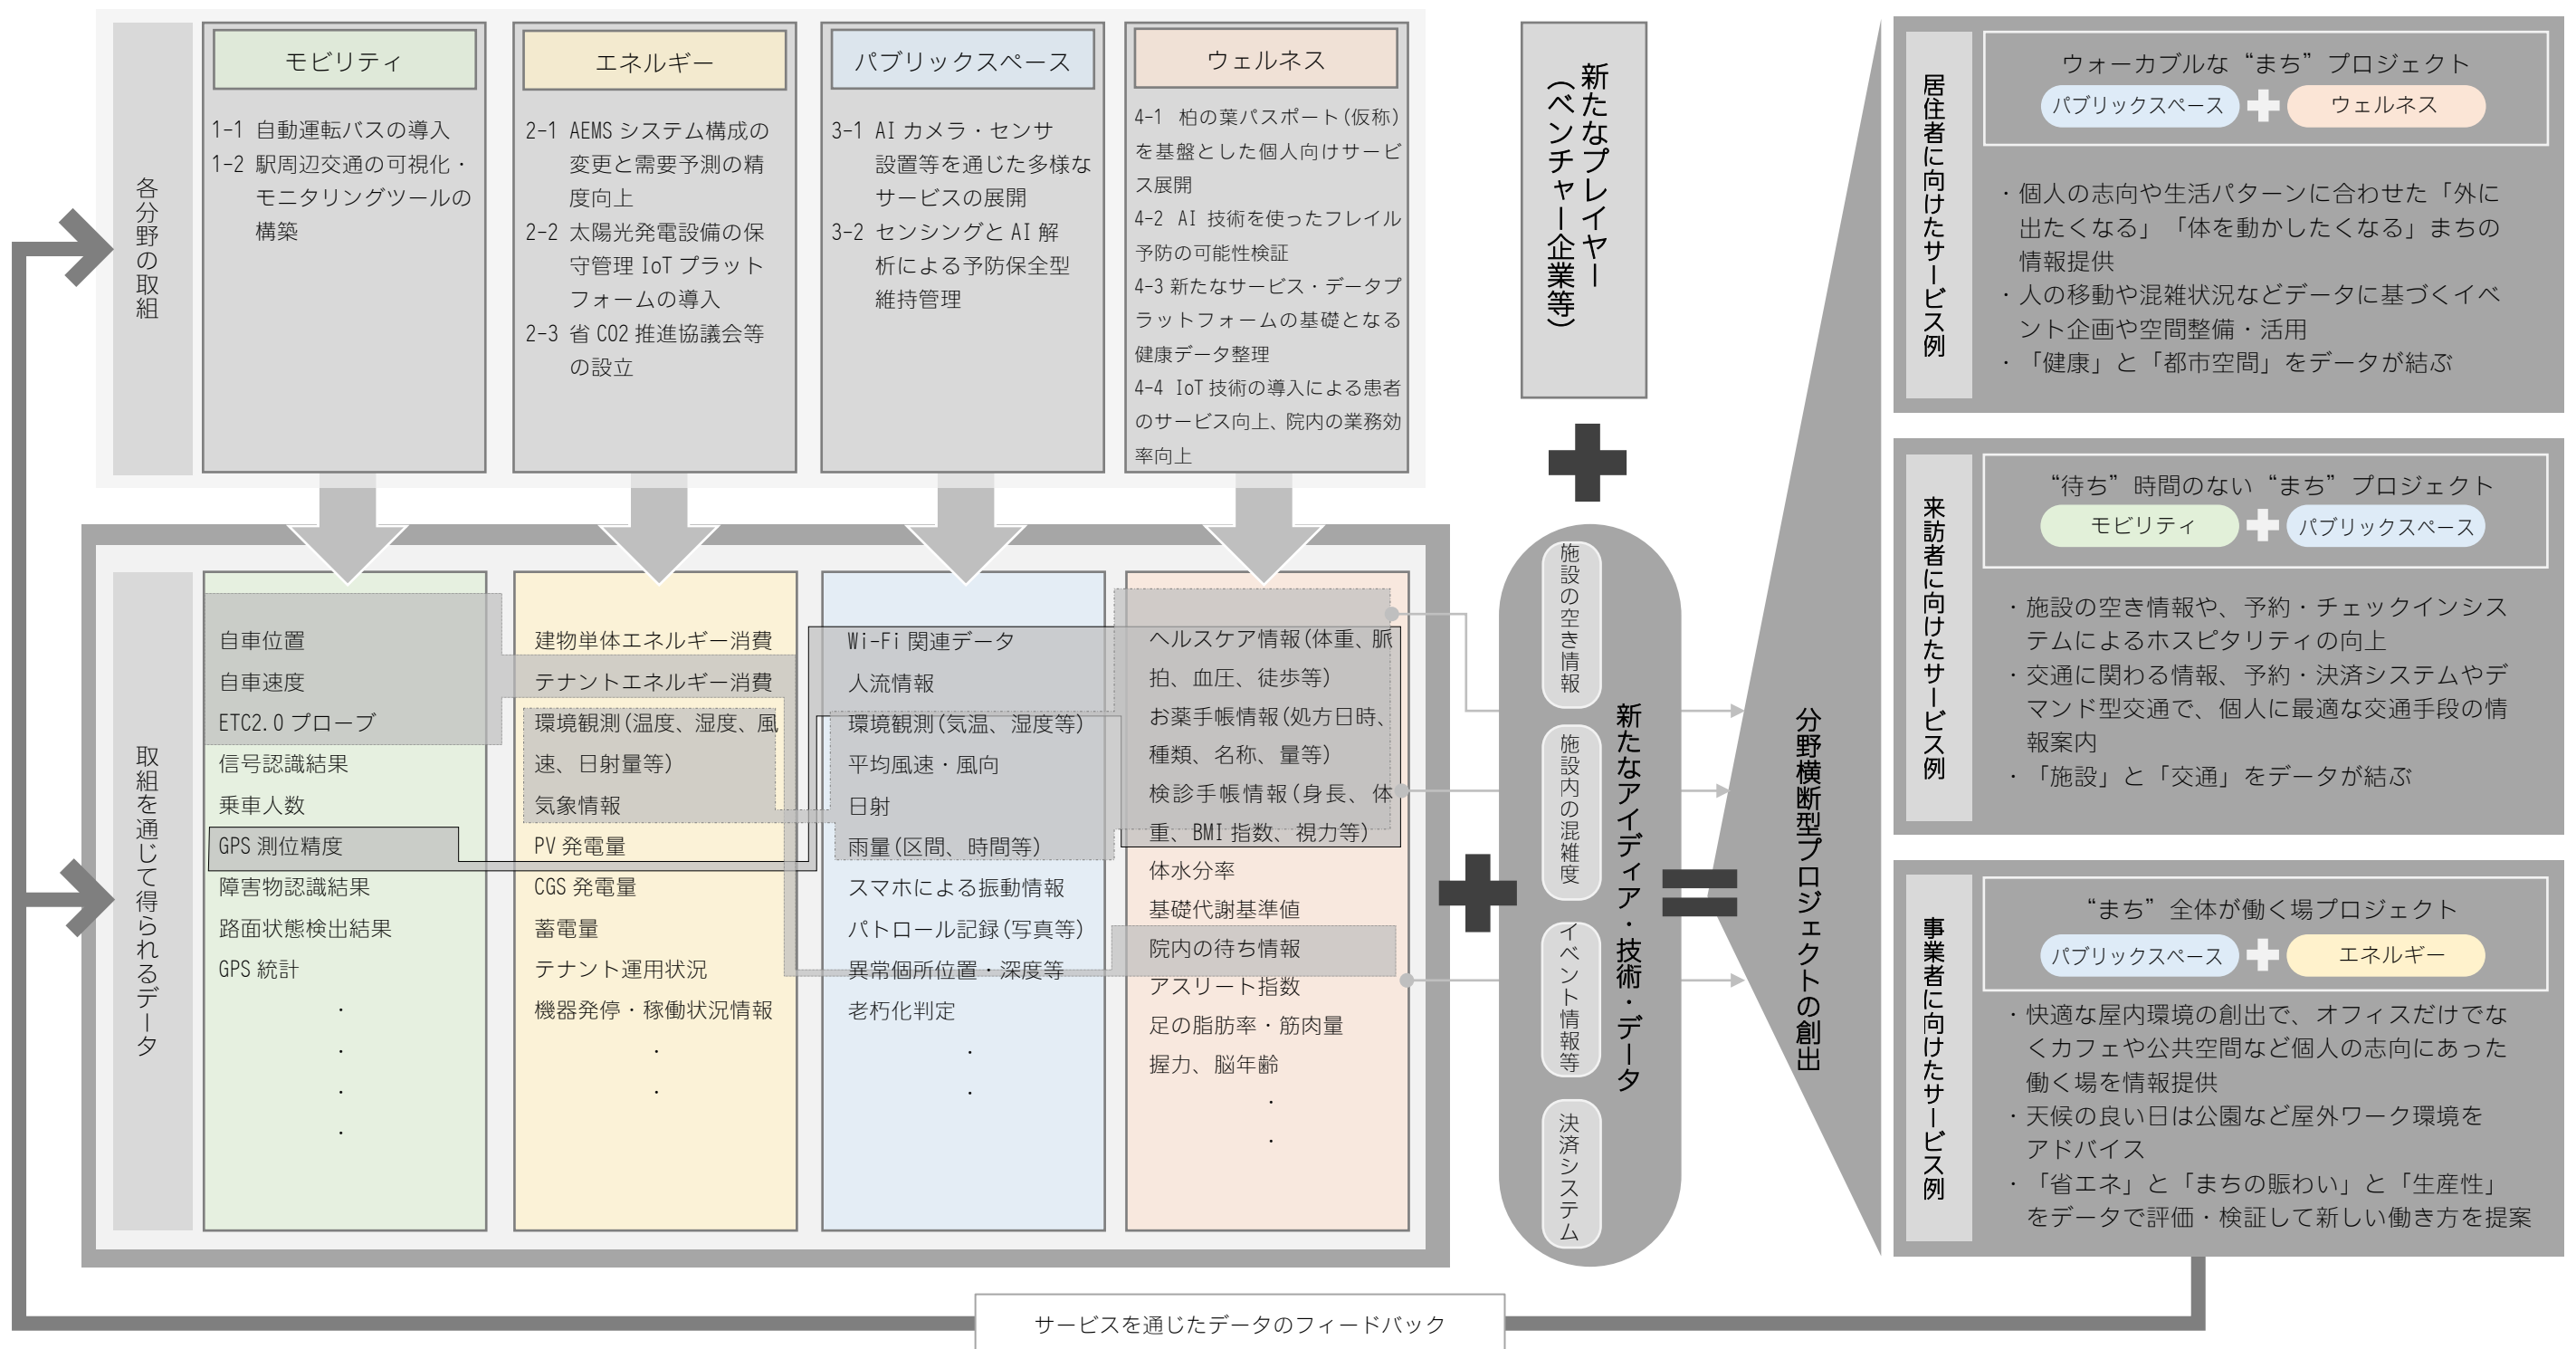 各分野の取組
モビリティ
1-1 自動運転バスの導入
1-2 駅周辺交通の可視化・
モニタリングツールの
構築
エネルギー
2-1 AEMS システム構成の
変更と需要予測の精
度向上
2-2 太陽光発電設備の保
守管理 IoT プラット
フォームの導入
2-3 省 CO2 推進協議会等
の設立
パブリックスペース
3-1 AI カメラ・センサ
設置等を通じた多様な
サービスの展開
3-2 センシングと AI 解
析による予防保全型
維持管理
ウェルネス
4-1 柏の葉パスポート(仮称)
を基盤とした個人向けサービ
ス展開
4-2 AI 技術を使ったフレイル
予防の可能性検証
4-3 新たなサービス・データプ
ラットフォームの基礎となる
健康データ整理
4-4 IoT 技術の導入による患者
のサービス向上、院内の業務効
率向上
取組を通じて得られるデータ
自車位置
自車速度
ETC2.0 プローブ
信号認識結果
乗車人数
GPS 測位精度
障害物認識結果
路面状態検出結果
GPS 統計
・
・
・
・
建物単体エネルギー消費
テナントエネルギー消費
環境観測(温度、湿度、風
速、日射量等)
気象情報
PV 発電量
CGS 発電量
蓄電量
テナント運用状況
機器発停・稼働状況情報
・
・
Wi-Fi 関連データ
人流情報
環境観測(気温、湿度等)
平均風速・風向
日射
雨量(区間、時間等)
スマホによる振動情報
パトロール記録(写真等)
異常個所位置・深度等
老朽化判定
・
・
ヘルスケア情報(体重、脈
拍、血圧、徒歩等)
お薬手帳情報(処方日時、
種類、名称、量等)
検診手帳情報(身長、体
重、BMI 指数、視力等)
体水分率
基礎代謝基準値
院内の待ち情報
アスリート指数
足の脂肪率・筋肉量
握力、脳年齢
・
・
新たなプレイヤー
(ベンチャー企業等)
新たなアイディア・技術・データ
施設の空き情報
施設内の混雑度
イベント情報等
決済システム
分野横断型プロジェクトの創出
居住者に向けたサービス例
ウォーカブルな“まち”プロジェクト
パブリックスペース
ウェルネス
・個人の志向や生活パターンに合わせた「外に
出たくなる」「体を動かしたくなる」まちの
情報提供
・人の移動や混雑状況などデータに基づくイベ
ント企画や空間整備・活用
・「健康」と「都市空間」をデータが結ぶ
来訪者に向けたサービス例
“待ち”時間のない“まち”プロジェクト
モビリティ
パブリックスペース
・施設の空き情報や、予約・チェックインシス
テムによるホスピタリティの向上
・交通に関わる情報、予約・決済システムやデ
マンド型交通で、個人に最適な交通手段の情
報案内
・「施設」と「交通」をデータが結ぶ
事業者に向けたサービス例
“まち”全体が働く場プロジェクト
パブリックスペース
エネルギー
・快適な屋内環境の創出で、オフィスだけでな
くカフェや公共空間など個人の志向にあった
働く場を情報提供
・天候の良い日は公園など屋外ワーク環境を
アドバイス
・「省エネ」と「まちの賑わい」と「生産性」
をデータで評価・検証して新しい働き方を提案
サービスを通じたデータのフィードバック